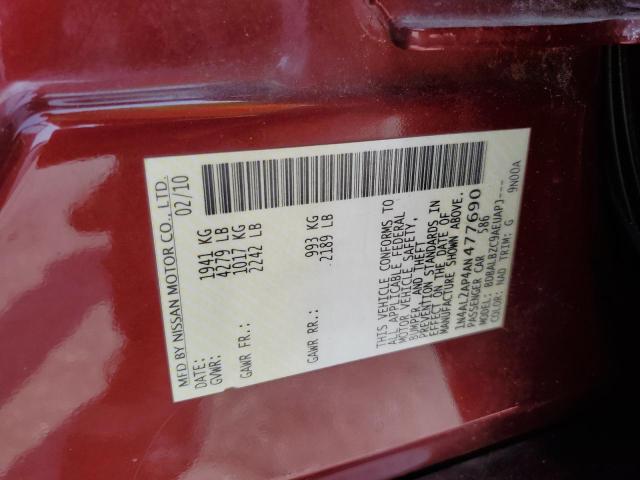 MFD BY NISSAN MOTOR CO., LTD.
DATE: 02/10
GVWR: 1941 KG
4279 LB
GAWR FR.: 1017 KG
2242 LB
GAWR RR.: 993 KG
2189 LB
THIS VEHICLE CONFORMS TO
ALL APPLICABLE FEDERAL
MOTOR VEHICLE SAFETY,
BUMPER, AND THEFT
PREVENTION STANDARDS IN
EFFECT ON THE DATE OF
MANUFACTURE SHOWN ABOVE.
1N4AL2AP4AN477690
PASSENGER CAR 586
MODEL: BDBALBZC9AEUAPJ---
COLOR: NAD TRIM: G 9N00A